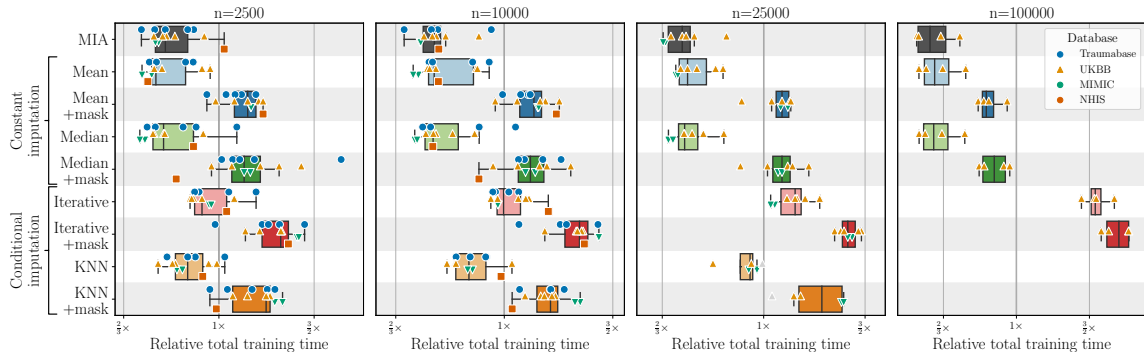 n=2500
n=10000
n=25000
n=100000
MIA
Mean
Mean
+mask
Median
Median
+mask
Iterative
Iterative
+mask
KNN
KNN
+mask
Constant
imputation
Conditional
imputation
Database
Traumabase
UKBB
MIMIC
NHIS
2/3× 1× 3/2×
2/3× 1× 3/2×
2/3× 1× 3/2×
2/3× 1× 3/2×
Relative total training time
Relative total training time
Relative total training time
Relative total training time